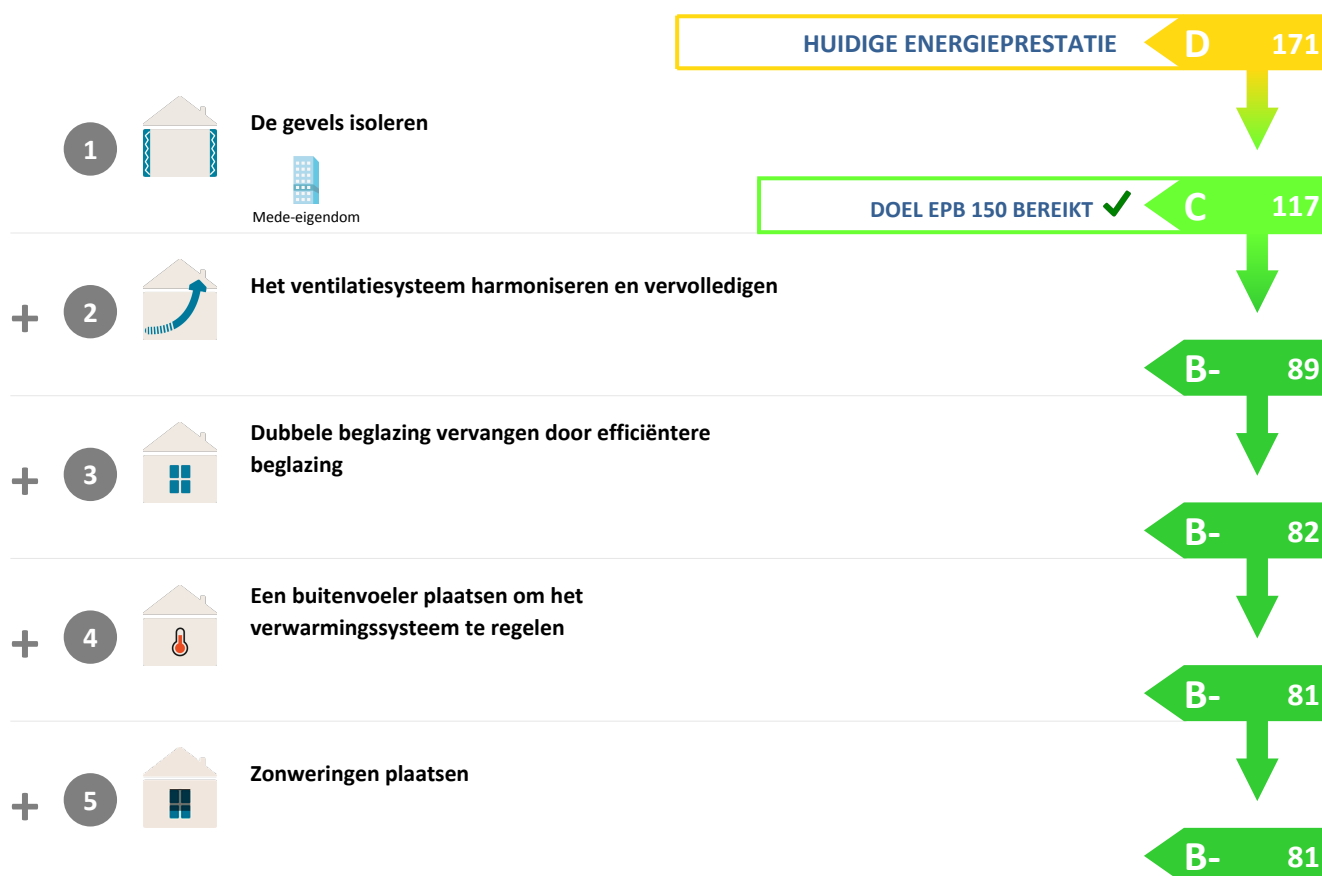 HUIDIGE ENERGIEPRESTATIE D 171
1 De gevels isoleren
Mede-eigendom
DOEL EPB 150 BEREIKT ✔ C 117
+ 2 Het ventilatiesysteem harmoniseren en vervolledigen
B- 89
+ 3 Dubbele beglazing vervangen door efficiëntere
beglazing
B- 82
+ 4 Een buitenvoeler plaatsen om het
verwarmingssysteem te regelen
B- 81
+ 5 Zonweringen plaatsen
B- 81